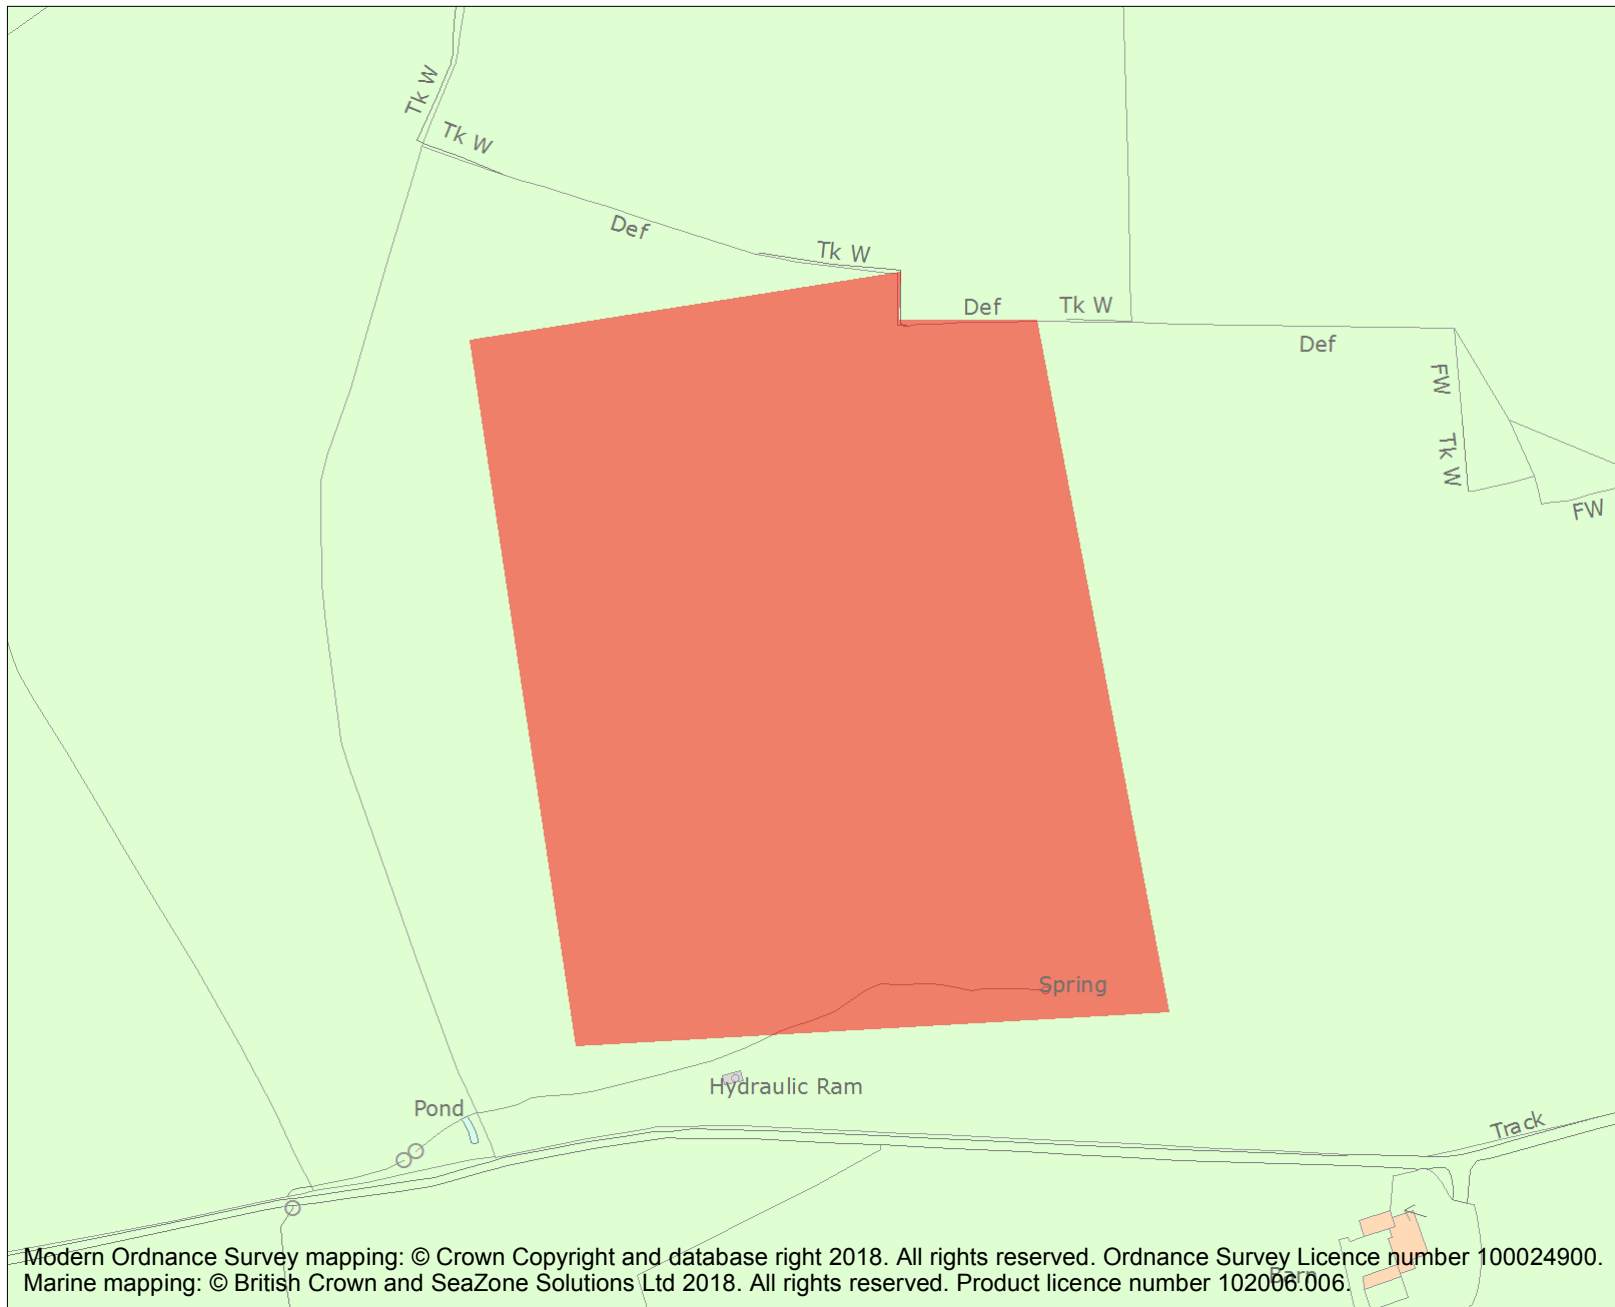 Tk W
Tk W
Def
Tk W
Def
Tk W
Def
FW
Tk W
FW
Spring
Hydraulic Ram
Pond
Track
Barn
Modern Ordnance Survey mapping: © Crown Copyright and database right 2018. All rights reserved. Ordnance Survey Licence number 100024900.
Marine mapping: © British Crown and SeaZone Solutions Ltd 2018. All rights reserved. Product licence number 102006.006.